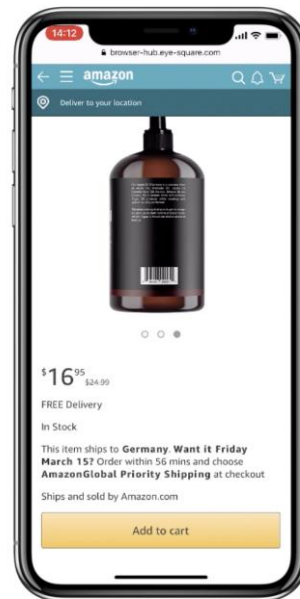 14:12
browser-hub.eye-square.com
amazon
Deliver to your location
$16⁹⁵ $24.99
FREE Delivery
In Stock
This item ships to Germany. Want it Friday
March 15? Order within 56 mins and choose
AmazonGlobal Priority Shipping at checkout
Ships and sold by Amazon.com
Add to cart